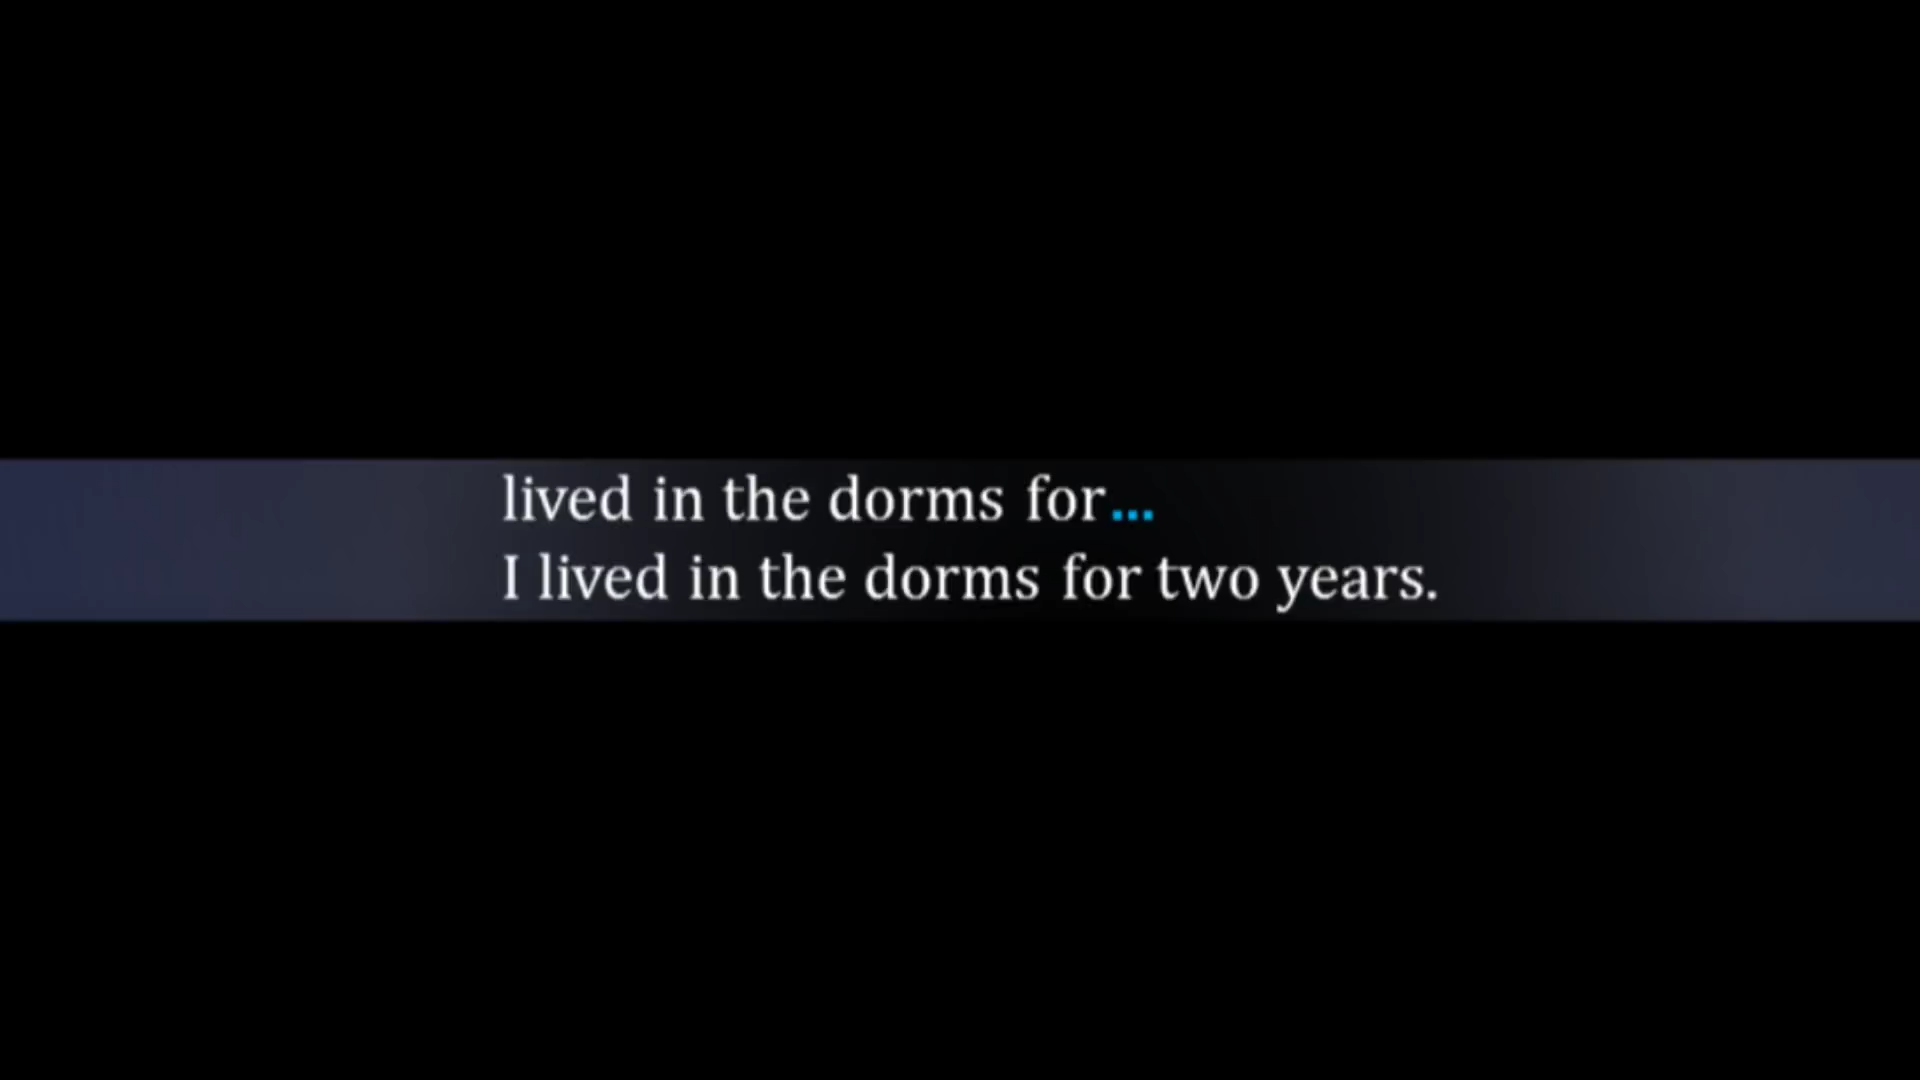 lived in the dorms for...
I lived in the dorms for two years.